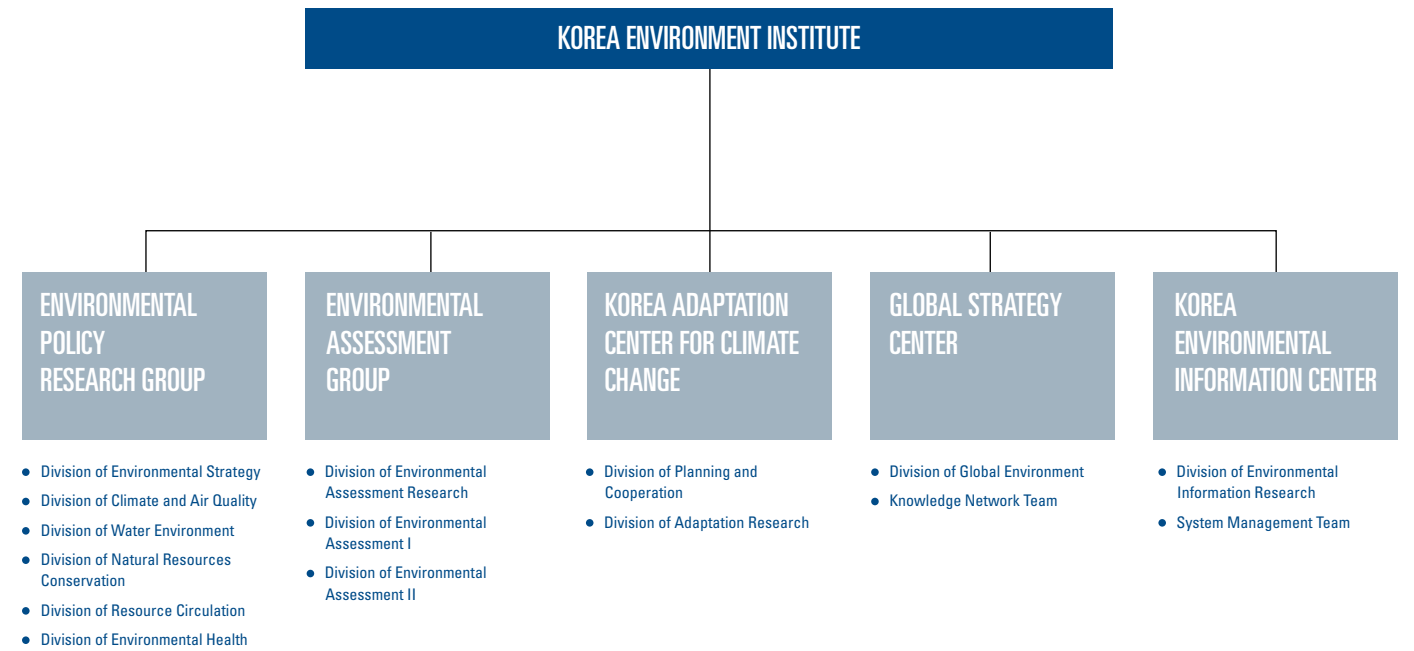 KOREA ENVIRONMENT INSTITUTE
ENVIRONMENTAL
POLICY
RESEARCH GROUP
• Division of Environmental Strategy
• Division of Climate and Air Quality
• Division of Water Environment
• Division of Natural Resources
Conservation
• Division of Resource Circulation
• Division of Environmental Health
ENVIRONMENTAL
ASSESSMENT
GROUP
• Division of Environmental
Assessment Research
• Division of Environmental
Assessment I
• Division of Environmental
Assessment II
KOREA ADAPTATION
CENTER FOR CLIMATE
CHANGE
• Division of Planning and
Cooperation
• Division of Adaptation Research
GLOBAL STRATEGY
CENTER
• Division of Global Environment
• Knowledge Network Team
KOREA
ENVIRONMENTAL
INFORMATION CENTER
• Division of Environmental
Information Research
• System Management Team